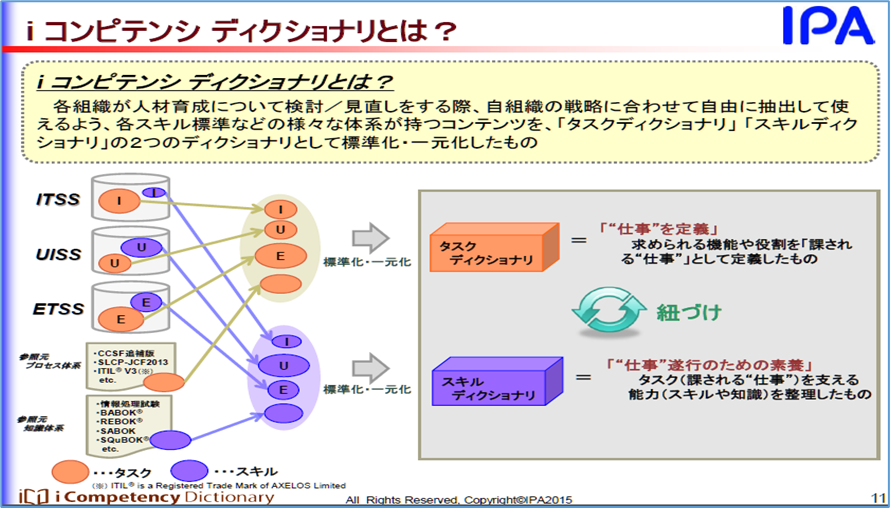 i コンピテンシ ディクショナリとは？
IPA
i コンピテンシ ディクショナリとは？
各組織が人材育成について検討／見直しをする際、自組織の戦略に合わせて自由に抽出して使
えるよう、各スキル標準などの様々な体系が持つコンテンツを、「タスクディクショナリ」「スキルディク
ショナリ」の2つのディクショナリとして標準化・一元化したもの
ITSS
I
I
UISS
U
U
ETSS
E
E
参照元
プロセス体系
・CCSF追補版
・SLCP-JCF2013
・ITIL® V3(※)
etc.
参照元
知識体系
・情報処理試験
・BABOK®
・REBOK®
・SABOK
・SQuBOK®
etc.
I
U
E
標準化・一元化
I
U
E
標準化・一元化
タスク
ディクショナリ
＝
「“仕事”を定義」
求められる機能や役割を「課され
る“仕事”」として定義したもの
紐づけ
スキル
ディクショナリ
＝
「“仕事”遂行のための素養」
タスク（課される“仕事”）を支える
能力（スキルや知識）を整理したもの
・・・タスク
・・・スキル
(※) ITIL® is a Registered Trade Mark of AXELOS Limited
iCD i Competency Dictionary
All Rights Reserved, Copyright©IPA2015
11